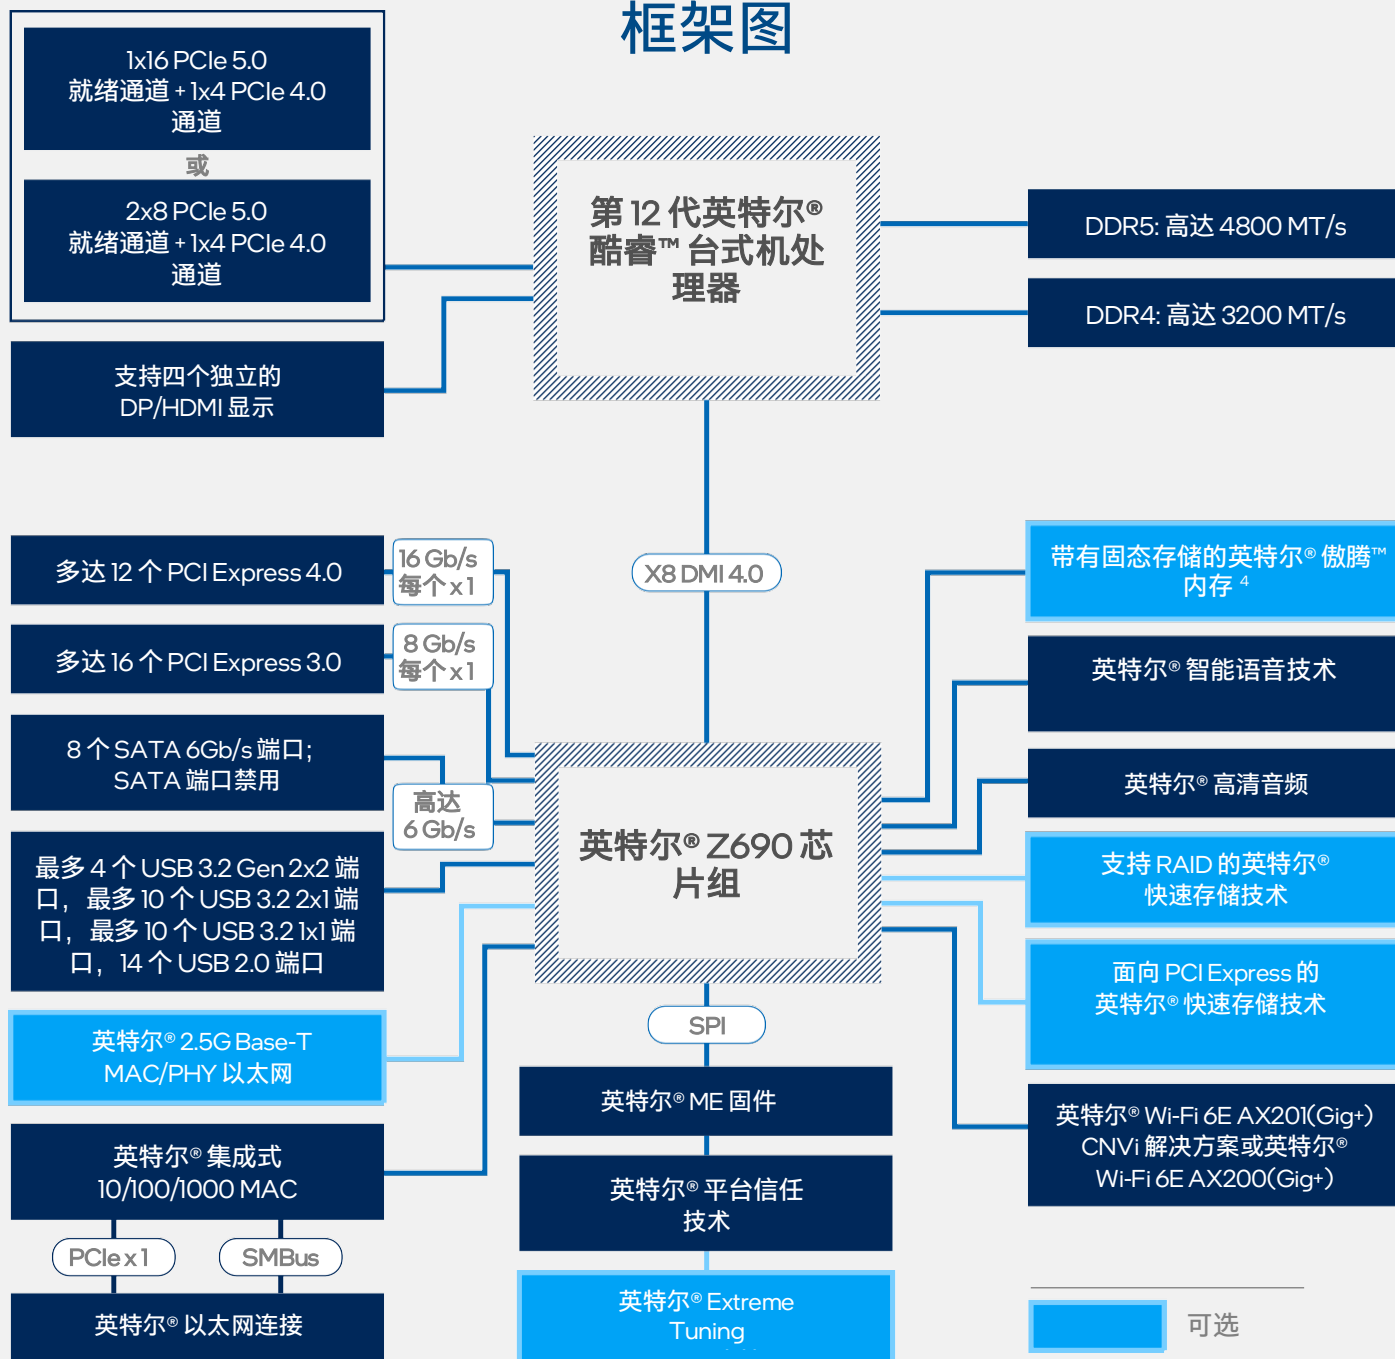 框架图
1x16 PCIe 5.0
就绪通道 + 1x4 PCIe 4.0
通道
或
2x8 PCIe 5.0
就绪通道 + 1x4 PCIe 4.0
通道
支持四个独立的
DP/HDMI 显示
第 12 代英特尔®
酷睿™ 台式机处
理器
DDR5: 高达 4800 MT/s
DDR4: 高达 3200 MT/s
X8 DMI 4.0
多达 12 个 PCI Express 4.0
16 Gb/s
每个 x 1
多达 16 个 PCI Express 3.0
8 Gb/s
每个 x 1
8 个 SATA 6Gb/s 端口;
SATA 端口禁用
高达
6 Gb/s
最多 4 个 USB 3.2 Gen 2x2 端
口，最多 10 个 USB 3.2 2x1 端
口，最多 10 个 USB 3.2 1x1 端
口，14 个 USB 2.0 端口
英特尔® 2.5G Base-T
MAC/PHY 以太网
英特尔® 集成式
10/100/1000 MAC
PCIe x 1
SMBus
英特尔® 以太网连接
英特尔® Z690 芯
片组
SPI
英特尔® ME 固件
英特尔® 平台信任
技术
英特尔® Extreme
Tuning
带有固态存储的英特尔® 傲腾™
内存 4
英特尔® 智能语音技术
英特尔® 高清音频
支持 RAID 的英特尔®
快速存储技术
面向 PCI Express 的
英特尔® 快速存储技术
英特尔® Wi-Fi 6E AX201(Gig+)
CNVi 解决方案或英特尔®
Wi-Fi 6E AX200(Gig+)
可选